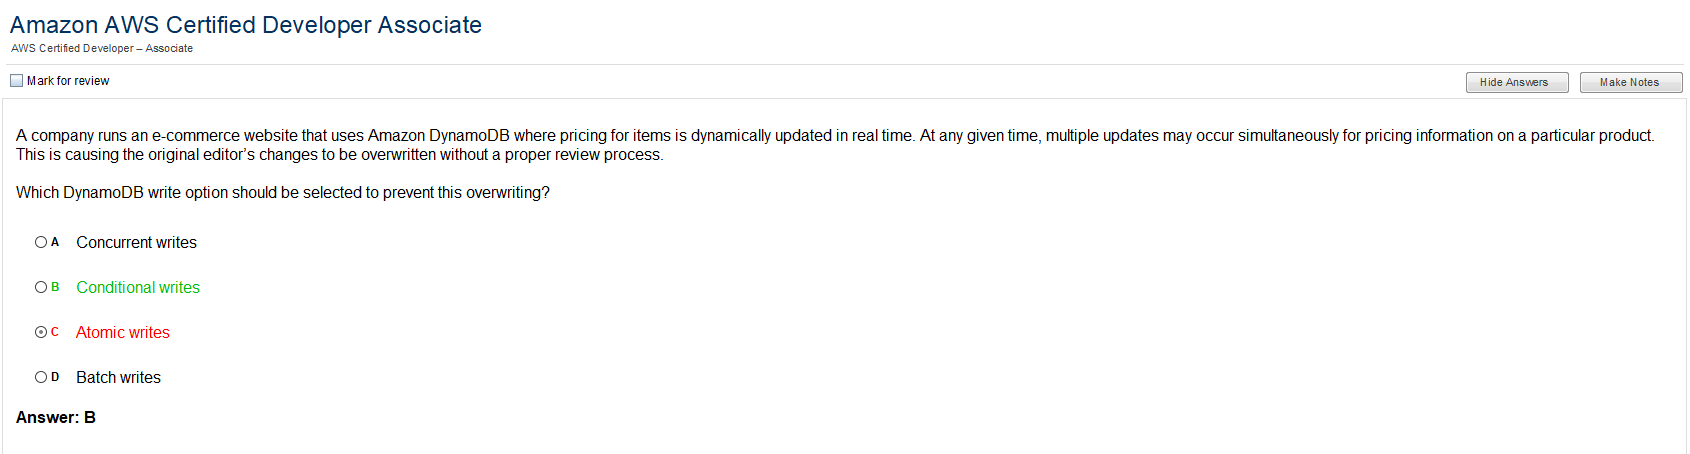 Amazon AWS Certified Developer Associate
AWS Certified Developer – Associate
Mark for review
Hide Answers
Make Notes
A company runs an e-commerce website that uses Amazon DynamoDB where pricing for items is dynamically updated in real time. At any given time, multiple updates may occur simultaneously for pricing information on a particular product.
This is causing the original editor’s changes to be overwritten without a proper review process.
Which DynamoDB write option should be selected to prevent this overwriting?
A Concurrent writes
B Conditional writes
C Atomic writes
D Batch writes
Answer: B